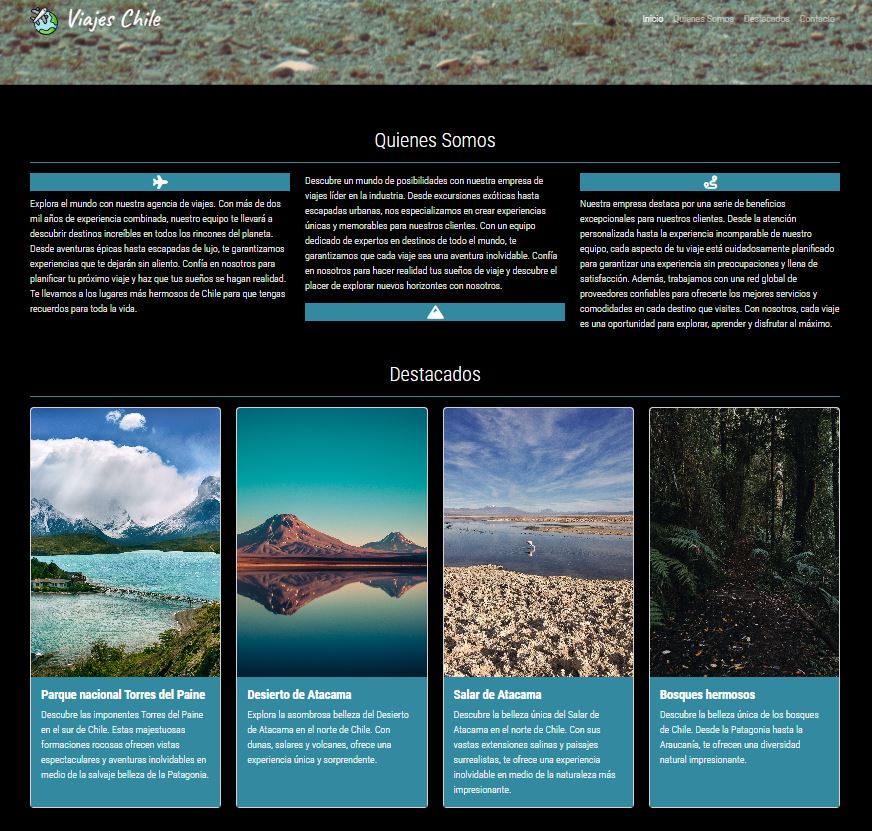 Viajes Chile
Inicio Quienes Somos Destacados Contacto
Quienes Somos
Explora el mundo con nuestra agencia de viajes. Con más de dos
mil años de experiencia combinada, nuestro equipo te llevará a
descubrir destinos increíbles en todos los rincones del planeta.
Desde aventuras épicas hasta escapadas de lujo, te garantizamos
experiencias que te dejarán sin aliento. Confía en nosotros para
planificar tu próximo viaje y haz que tus sueños se hagan realidad.
Te llevamos a los lugares más hermosos de Chile para que tengas
recuerdos para toda la vida.
Descubre un mundo de posibilidades con nuestra empresa de
viajes líder en la industria. Desde excursiones exóticas hasta
escapadas urbanas, nos especializamos en crear experiencias
únicas y memorables para nuestros clientes. Con un equipo
dedicado de expertos en destinos de todo el mundo, te
garantizamos que cada viaje sea una aventura inolvidable. Confía
en nosotros para hacer realidad tus sueños de viaje y descubre el
placer de explorar nuevos horizontes con nosotros.
Nuestra empresa destaca por una serie de beneficios
excepcionales para nuestros clientes. Desde la atención
personalizada hasta la experiencia incomparable de nuestro
equipo, cada aspecto de tu viaje está cuidadosamente planificado
para garantizar una experiencia sin preocupaciones y llena de
satisfacción. Además, trabajamos con una red global de
proveedores confiables para ofrecerte los mejores servicios y
comodidades en cada destino que visites. Con nosotros, cada viaje
es una oportunidad para explorar, aprender y disfrutar al máximo.
Destacados
Parque nacional Torres del Paine
Descubre las imponentes Torres del Paine
en el sur de Chile. Estas majestuosas
formaciones rocosas ofrecen vistas
espectaculares y aventuras inolvidables en
medio de la salvaje belleza de la Patagonia.
Desierto de Atacama
Explora la asombrosa belleza del Desierto
de Atacama en el norte de Chile. Con
dunas, salares y volcanes, ofrece una
experiencia única y sorprendente.
Salar de Atacama
Descubre la belleza única del Salar de
Atacama en el norte de Chile. Con sus
vastas extensiones salinas y paisajes
surrealistas, te ofrece una experiencia
inolvidable en medio de la naturaleza más
impresionante.
Bosques hermosos
Descubre la belleza única de los bosques
de Chile. Desde la Patagonia hasta la
Araucanía, te ofrecen una diversidad
natural impresionante.